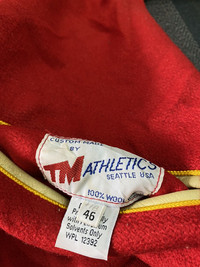 CUSTOM MADE
BY
TM ATHLETICS
SEATTLE USA
100% WOOL
46
Solvents Only
WPL 12392